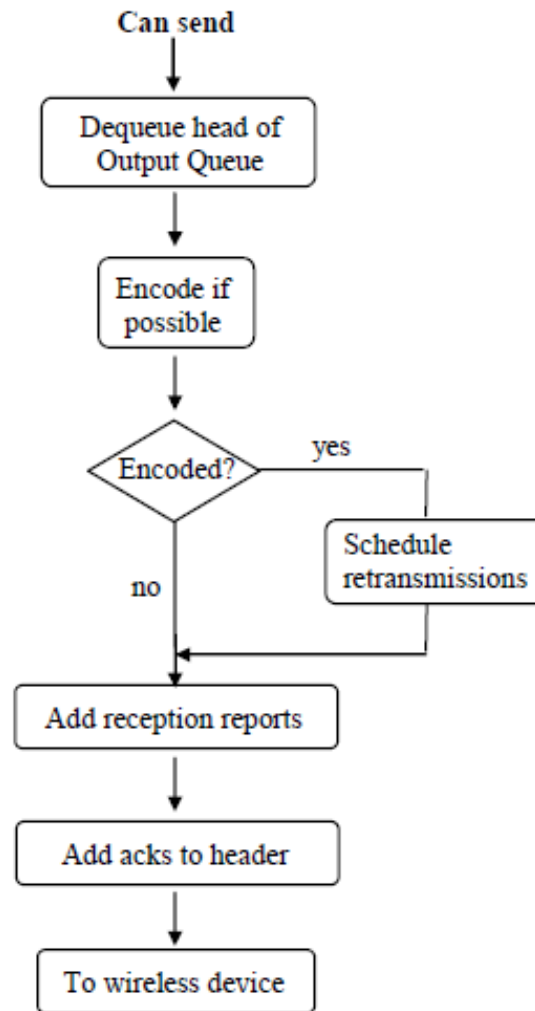 Can send
Dequeue head of
Output Queue
Encode if
possible
Encoded?
yes
Schedule
retransmissions
no
Add reception reports
Add acks to header
To wireless device